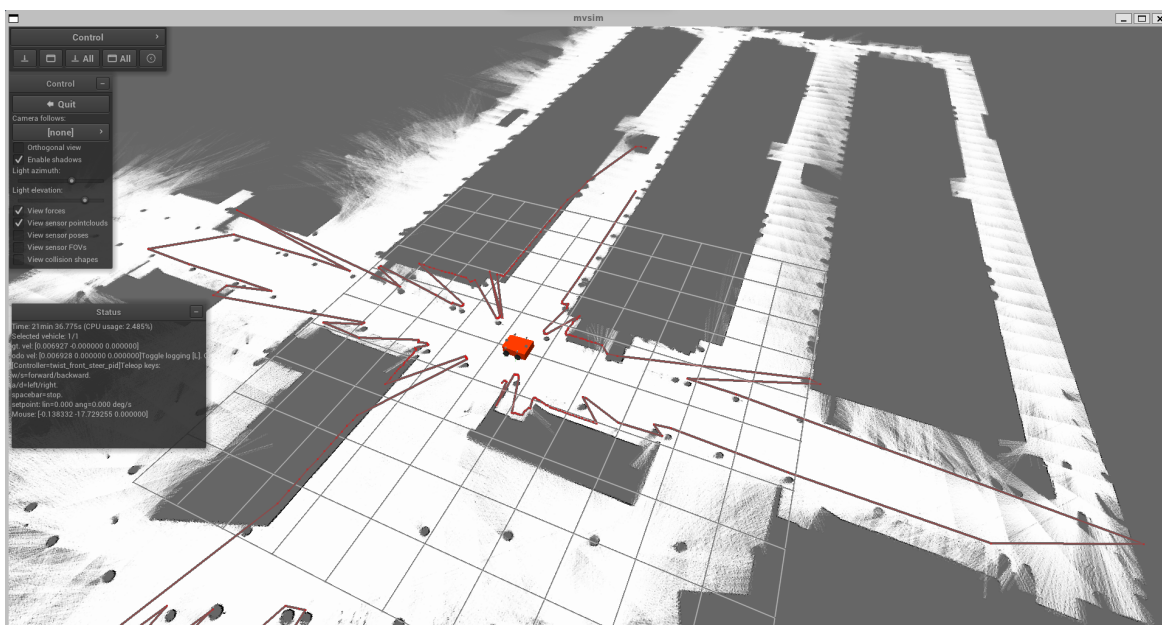 mvsim
Control
All
All
Control
Quit
Camera follows:
[none]
Orthogonal view
Enable shadows
Light azimuth:
Light elevation:
View forces
View sensor pointclouds
View sensor poses
View sensor FOVs
View collision shapes
Status
Time: 21min 36.775s (CPU usage: 2.485%)
Selected vehicle: 1/1
gt. vel: [0.006927 -0.000000 0.000000]
odo vel: [0.006928 0.000000 0.000000]Toggle logging [L].
[Controller=twist_front_steer_pid]Teleop keys:
w/s=forward/backward.
a/d=left/right.
spacebar=stop.
setpoint: lin=0.000 ang=0.000 deg/s
Mouse: [-0.138332 -17.729255 0.000000]